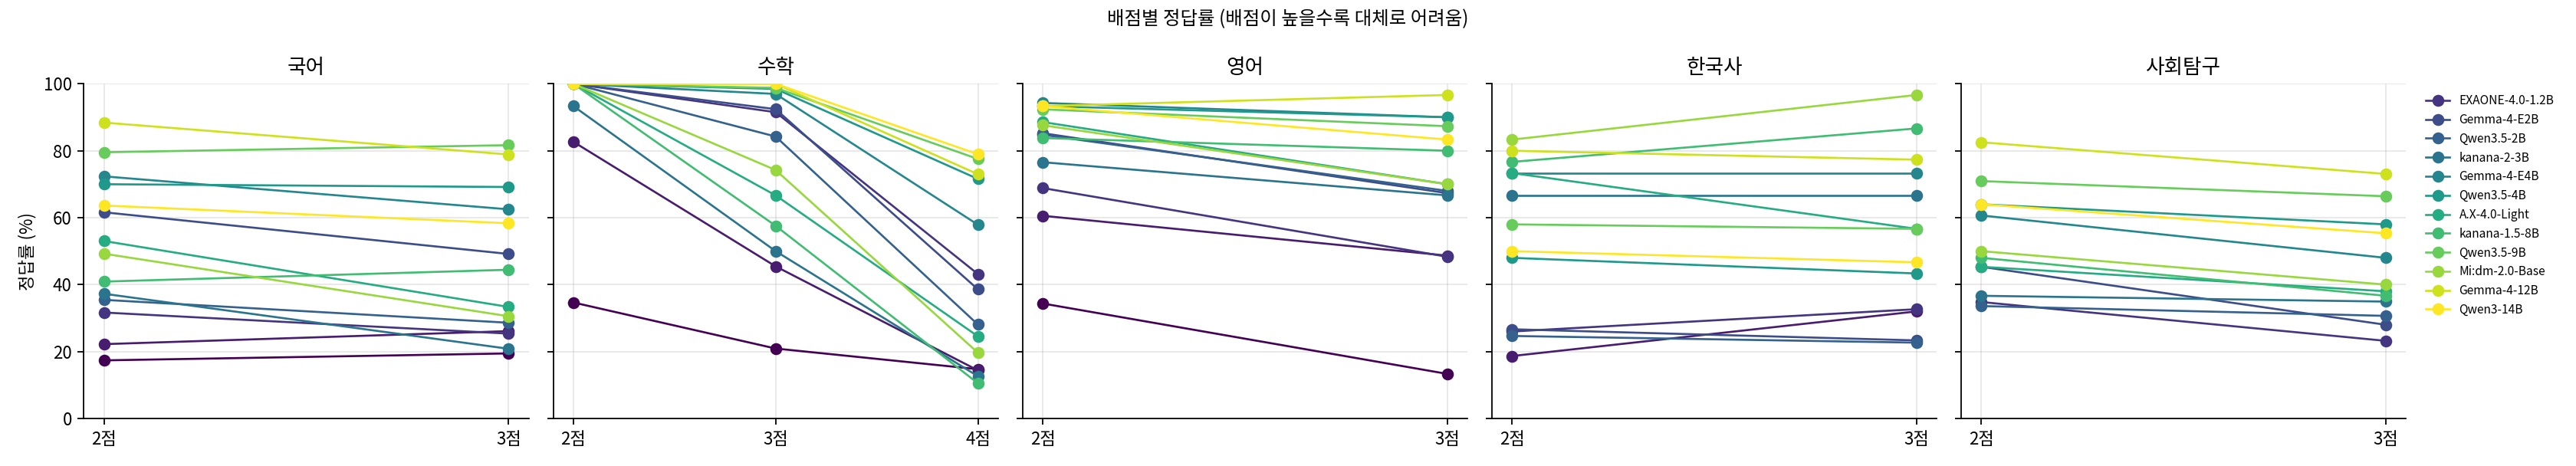 배점별 정답률 (배점이 높을수록 대체로 어려움)
국어
수학
영어
한국사
사회탐구
정답률 (%)
100
80
60
40
20
0
2점
3점
2점
3점
4점
2점
3점
2점
3점
2점
3점
EXAONE-4.0-1.2B
Gemma-4-E2B
Qwen3.5-2B
kanana-2-3B
Gemma-4-E4B
Qwen3.5-4B
A.X-4.0-Light
kanana-1.5-8B
Qwen3.5-9B
Mi:dm-2.0-Base
Gemma-4-12B
Qwen3-14B